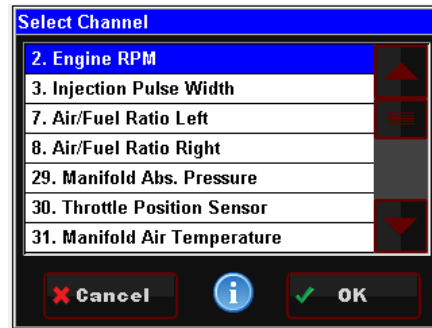 Select Channel
2. Engine RPM
3. Injection Pulse Width
7. Air/Fuel Ratio Left
8. Air/Fuel Ratio Right
29. Manifold Abs. Pressure
30. Throttle Position Sensor
31. Manifold Air Temperature
Cancel i OK